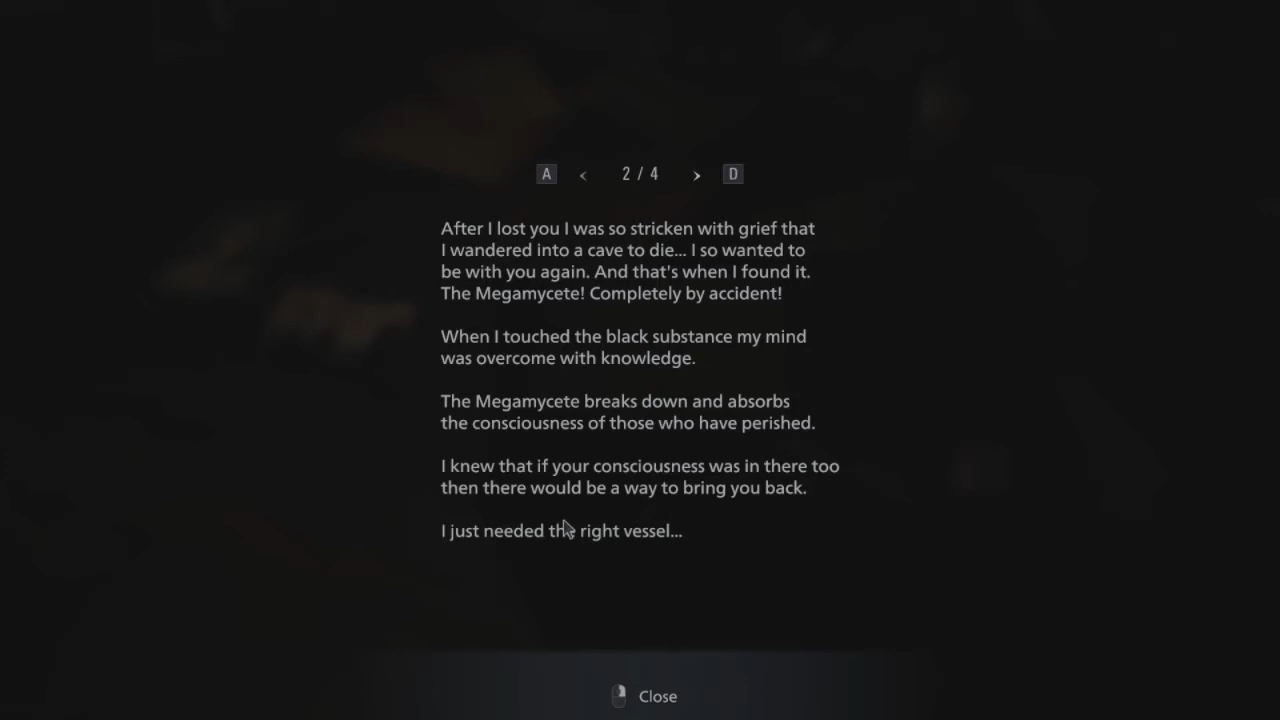 A < 2 / 4 > D
After I lost you I was so stricken with grief that
I wandered into a cave to die... I so wanted to
be with you again. And that's when I found it.
The Megamycete! Completely by accident!
When I touched the black substance my mind
was overcome with knowledge.
The Megamycete breaks down and absorbs
the consciousness of those who have perished.
I knew that if your consciousness was in there too
then there would be a way to bring you back.
I just needed the right vessel...
Close